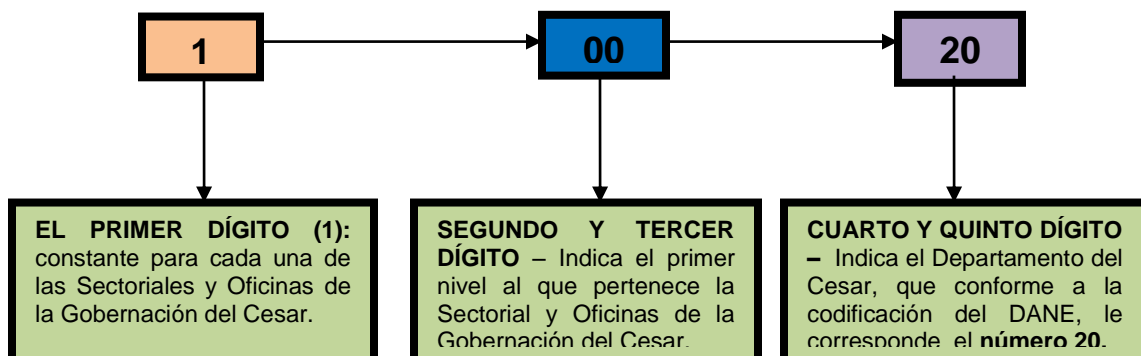 1
00
20
EL PRIMER DÍGITO (1):
constante para cada una de
las Sectoriales y Oficinas de
la Gobernación del Cesar.
SEGUNDO Y TERCER
DÍGITO – Indica el primer
nivel al que pertenece la
Sectorial y Oficinas de la
Gobernación del Cesar.
CUARTO Y QUINTO DÍGITO
– Indica el Departamento del
Cesar, que conforme a la
codificación del DANE, le
corresponde el número 20.